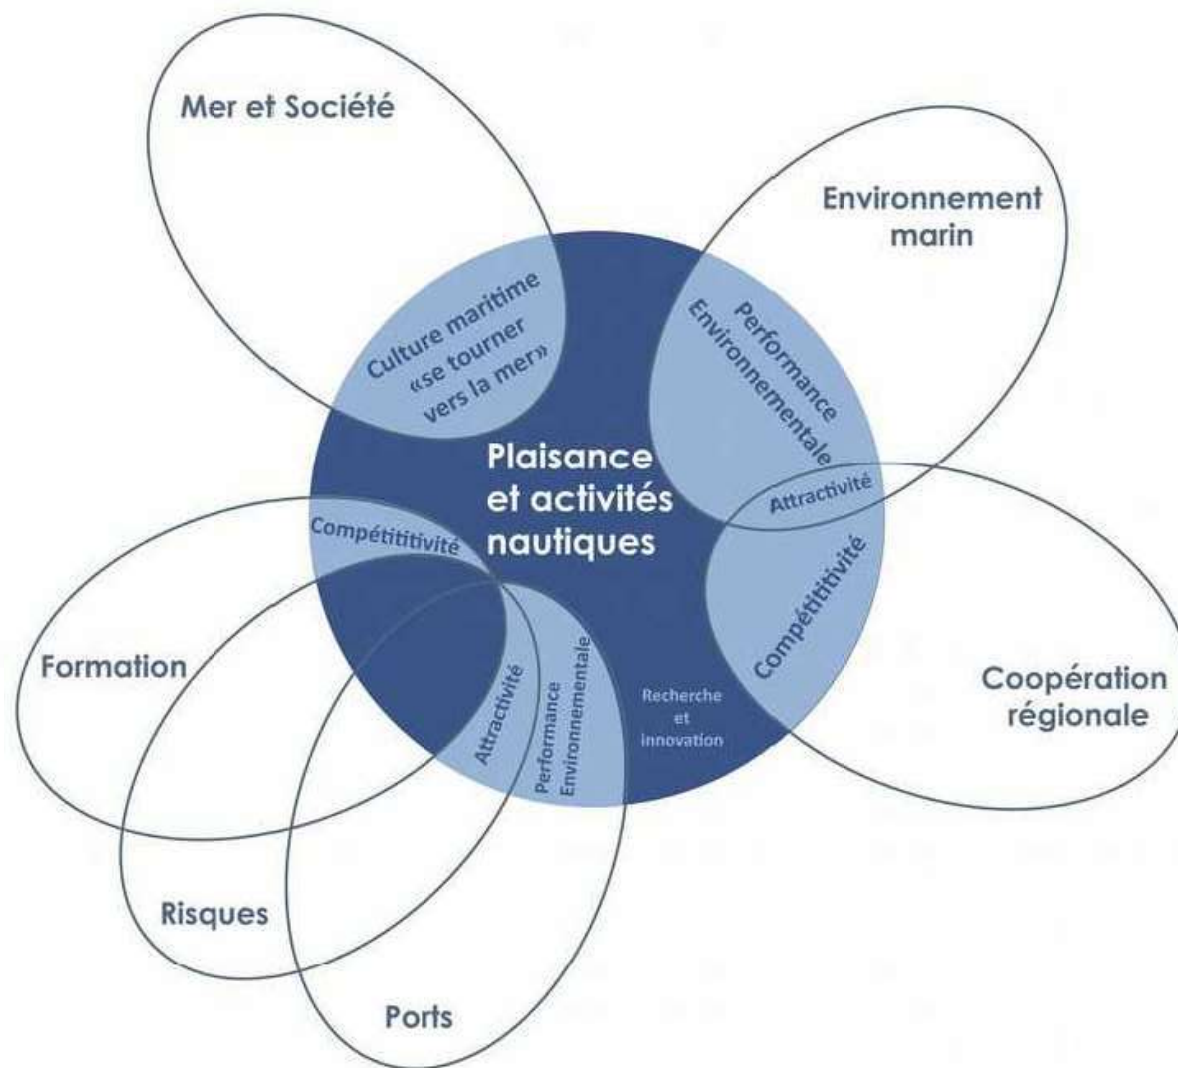 Mer et Société
Environnement
marin
Culture maritime
«se tourner
vers la mer»
Performance
Environnementale
Plaisance
et activités
nautiques
Attractivité
Compétititivité
Compétititivité
Formation
Attractivité
Performance
Environnementale
Recherche
et
innovation
Coopération
régionale
Risques
Ports